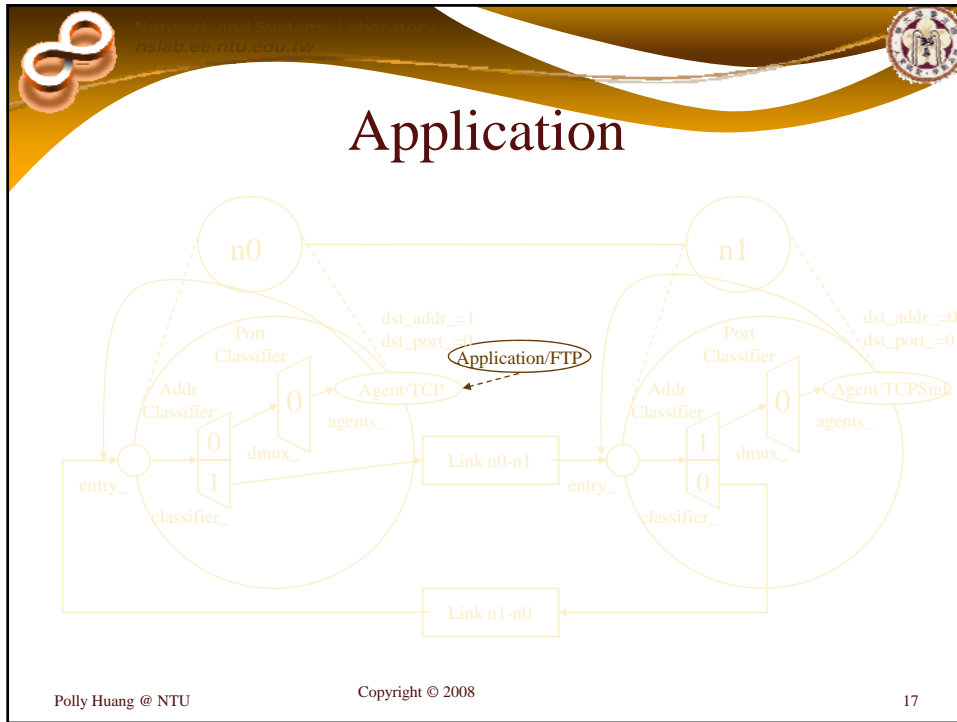 Network and Systems Laboratory
nslab.ee.ntu.edu.tw
Application
n0
n1
dst_addr_=1
dst_port_=0
dst_addr_=0
dst_port_=0
Port
Classifier
Port
Classifier
Application/FTP
Addr
Classifier
0
Agent/TCP
Addr
Classifier
0
Agent/TCPSink
agents_
agents_
0
1
dmux_
Link n0-n1
1
0
dmux_
entry_
entry_
classifier_
classifier_
Link n1-n0
Polly Huang @ NTU
Copyright © 2008
17